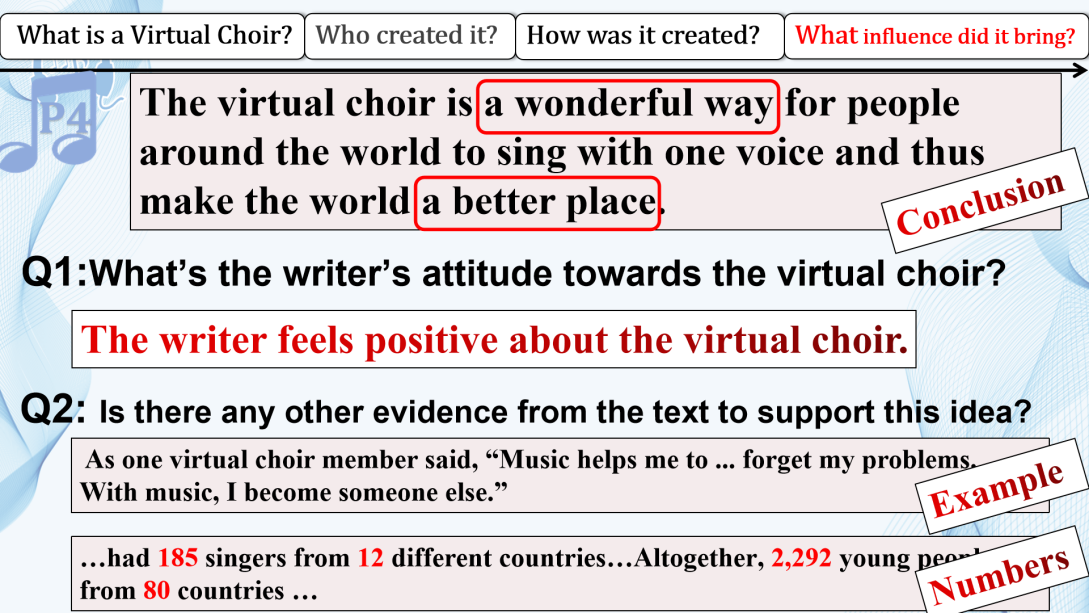 What is a Virtual Choir?
Who created it?
How was it created?
What influence did it bring?
P4
The virtual choir is a wonderful way for people
around the world to sing with one voice and thus
make the world a better place.
Conclusion
Q1:What’s the writer’s attitude towards the virtual choir?
The writer feels positive about the virtual choir.
Q2: Is there any other evidence from the text to support this idea?
As one virtual choir member said, “Music helps me to ... forget my problems.
With music, I become someone else.”
Example
…had 185 singers from 12 different countries…Altogether, 2,292 young
from 80 countries …
Numbers